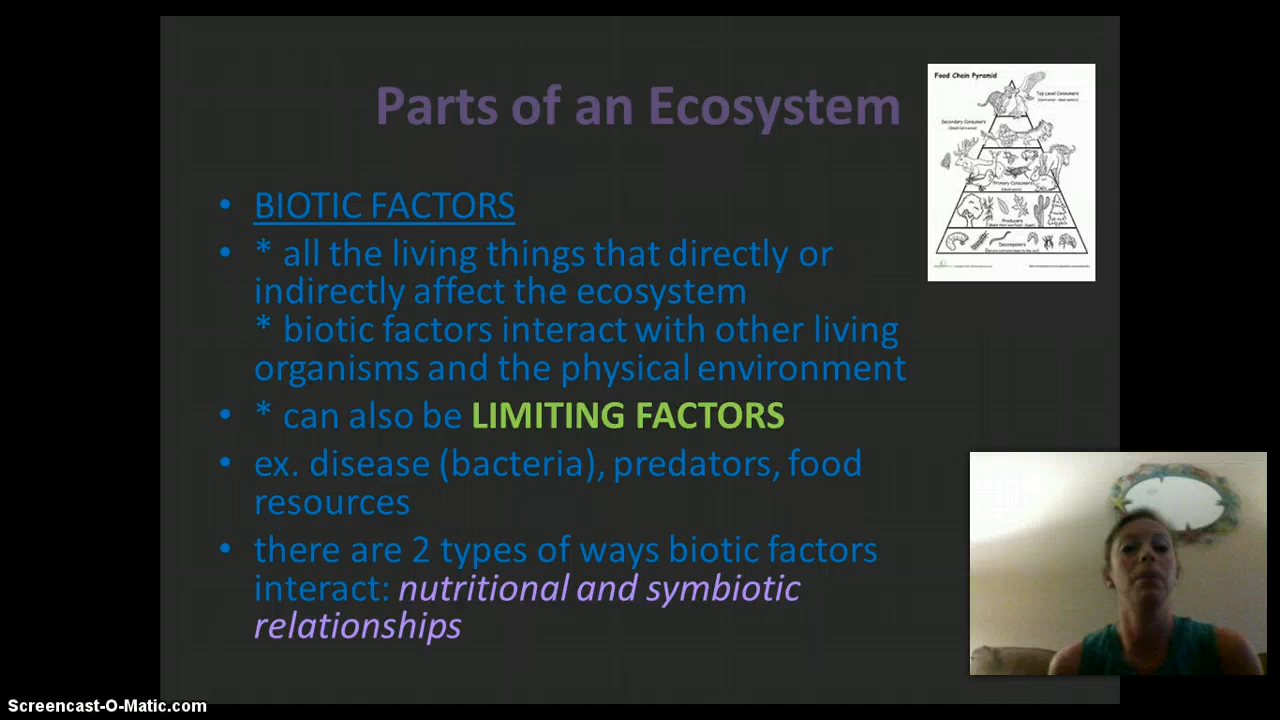 Parts of an Ecosystem
Food Chain Pyramid
Top Level Consumers
Secondary Consumers
Primary Consumers
Producers
Decomposers
• BIOTIC FACTORS
• * all the living things that directly or
indirectly affect the ecosystem
* biotic factors interact with other living
organisms and the physical environment
• * can also be LIMITING FACTORS
• ex. disease (bacteria), predators, food
resources
• there are 2 types of ways biotic factors
interact: nutritional and symbiotic
relationships
Screencast-O-Matic.com